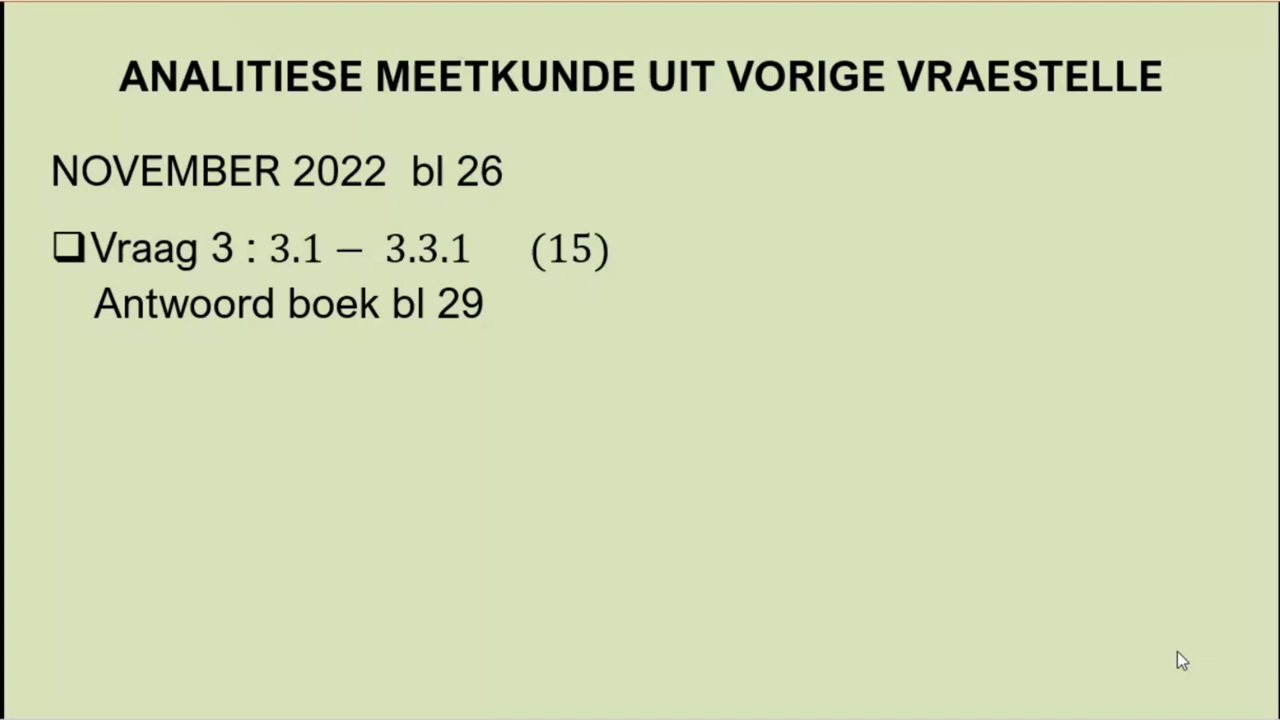 ANALITIESE MEETKUNDE UIT VORIGE VRAESTELLE
NOVEMBER 2022 bl 26
❑Vraag 3 : 3.1 − 3.3.1 (15)
Antwoord boek bl 29